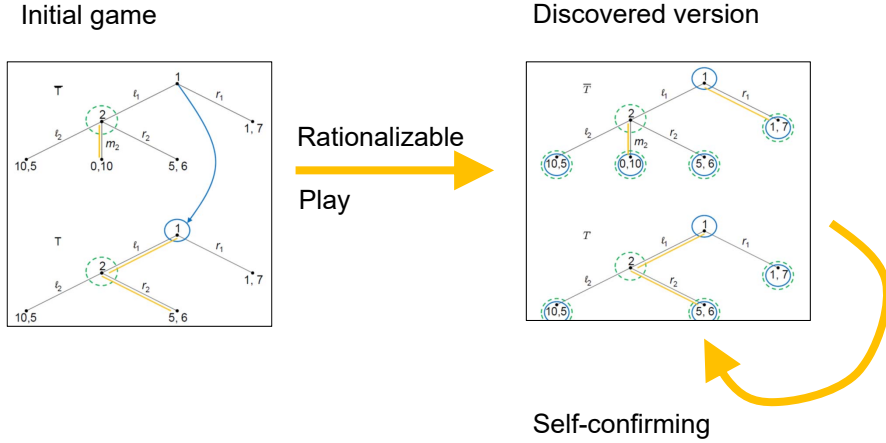 Initial game
Discovered version
T
1
ℓ₁
r₁
2
ℓ₂
m₂
r₂
1, 7
10,5
0,10
5, 6
T
1
ℓ₁
r₁
2
ℓ₂
r₂
1, 7
10,5
5, 6
Rationalizable
Play
T̅
1
ℓ₁
r₁
2
ℓ₂
m₂
r₂
1, 7
10,5
0,10
5, 6
T
1
ℓ₁
r₁
2
ℓ₂
r₂
1, 7
10,5
5, 6
Self-confirming